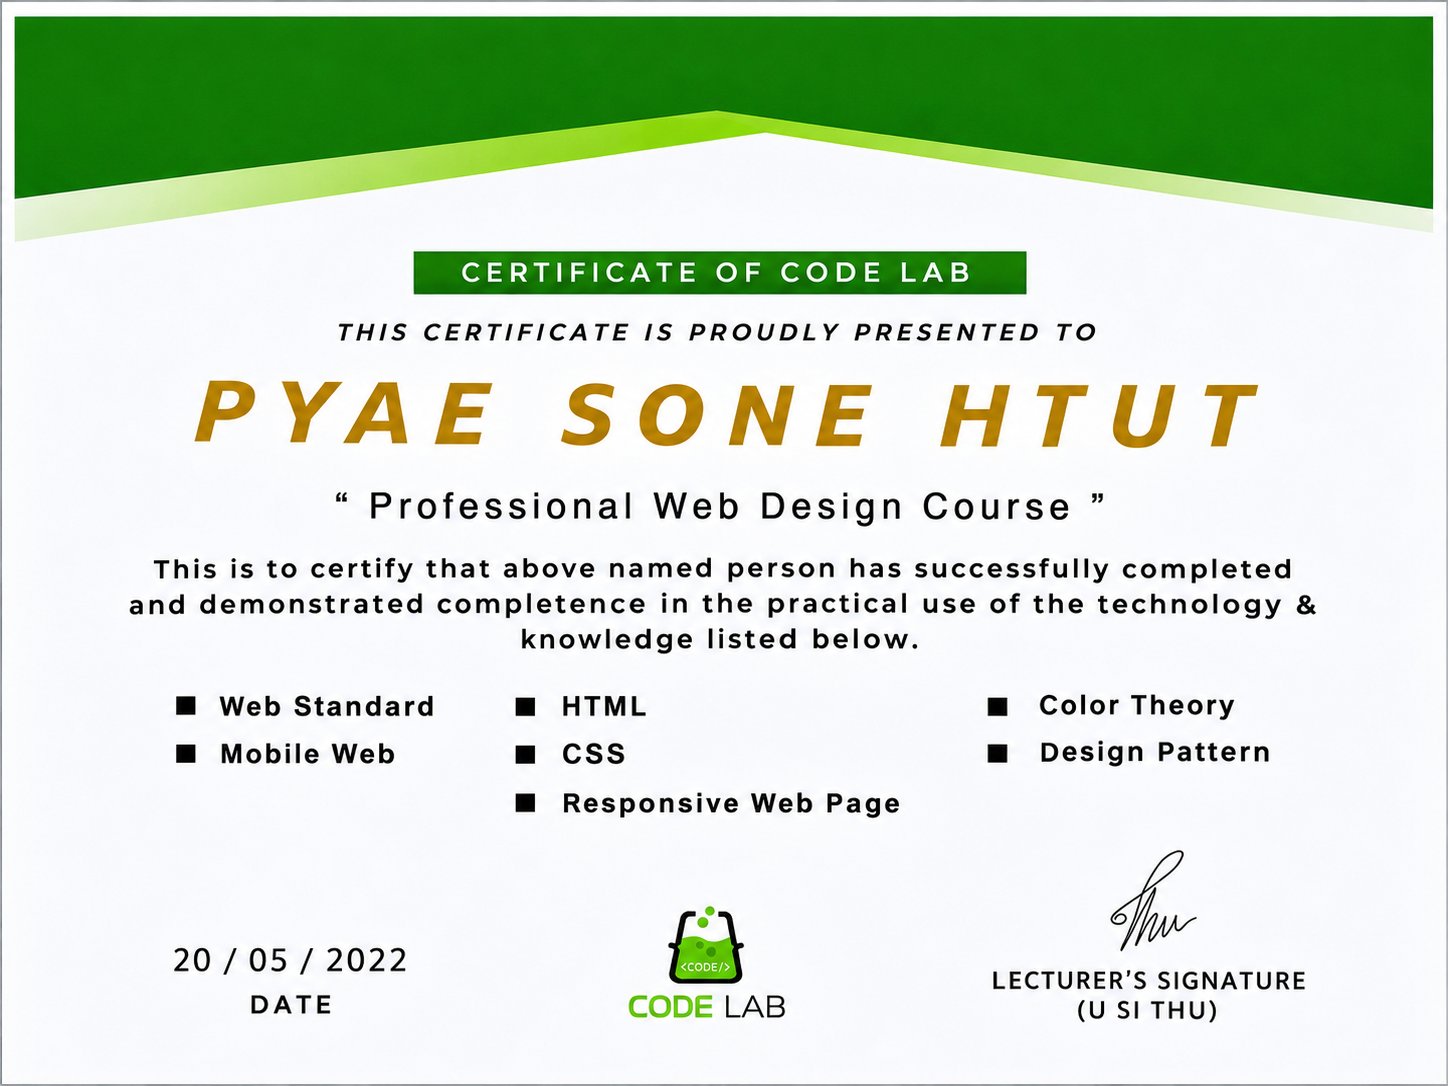 CERTIFICATE OF CODE LAB
THIS CERTIFICATE IS PROUDLY PRESENTED TO
PYAE SONE HTUT
“ Professional Web Design Course ”
This is to certify that above named person has successfully completed
and demonstrated completence in the practical use of the technology &
knowledge listed below.
■ Web Standard
■ Mobile Web
■ HTML
■ CSS
■ Responsive Web Page
■ Color Theory
■ Design Pattern
20 / 05 / 2022
DATE
<CODE/>
CODE LAB
Thu
LECTURER’S SIGNATURE
(U SI THU)